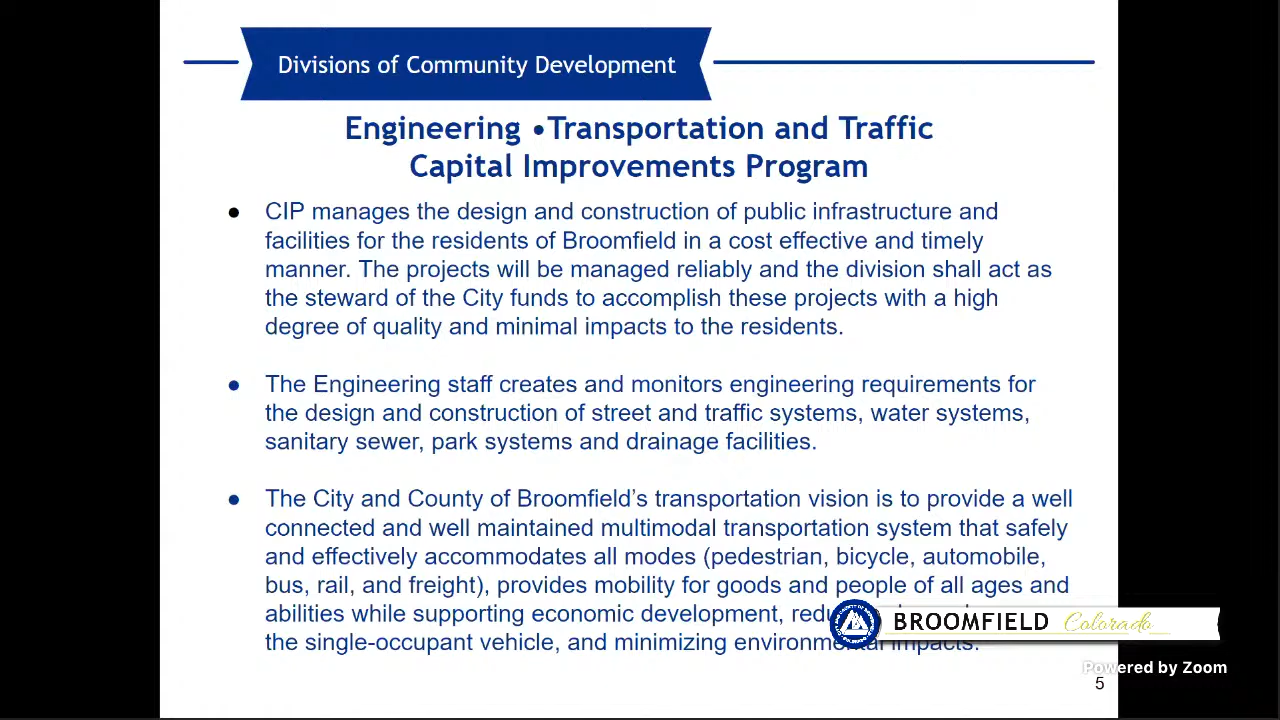 Divisions of Community Development
Engineering •Transportation and Traffic
Capital Improvements Program
● CIP manages the design and construction of public infrastructure and
facilities for the residents of Broomfield in a cost effective and timely
manner. The projects will be managed reliably and the division shall act as
the steward of the City funds to accomplish these projects with a high
degree of quality and minimal impacts to the residents.
● The Engineering staff creates and monitors engineering requirements for
the design and construction of street and traffic systems, water systems,
sanitary sewer, park systems and drainage facilities.
● The City and County of Broomfield’s transportation vision is to provide a well
connected and well maintained multimodal transportation system that safely
and effectively accommodates all modes (pedestrian, bicycle, automobile,
bus, rail, and freight), provides mobility for goods and people of all ages and
abilities while supporting economic development,
the single-occupant vehicle, and minimizing environmental impacts.
BROOMFIELD Colorado
Powered by Zoom
5